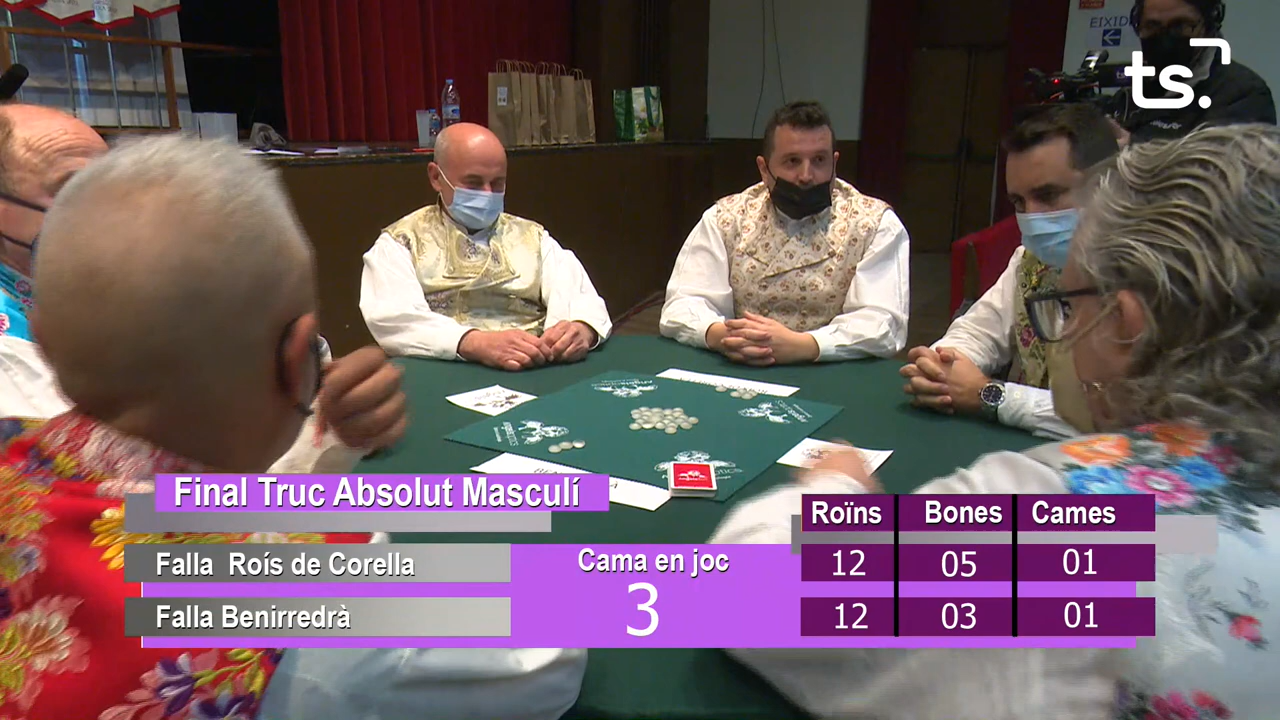 EIXID
ts.
Final Truc Absolut Masculí
Roïns Bones Cames
Falla Roís de Corella
Cama en joc
12 05 01
3
Falla Benirredrà
12 03 01